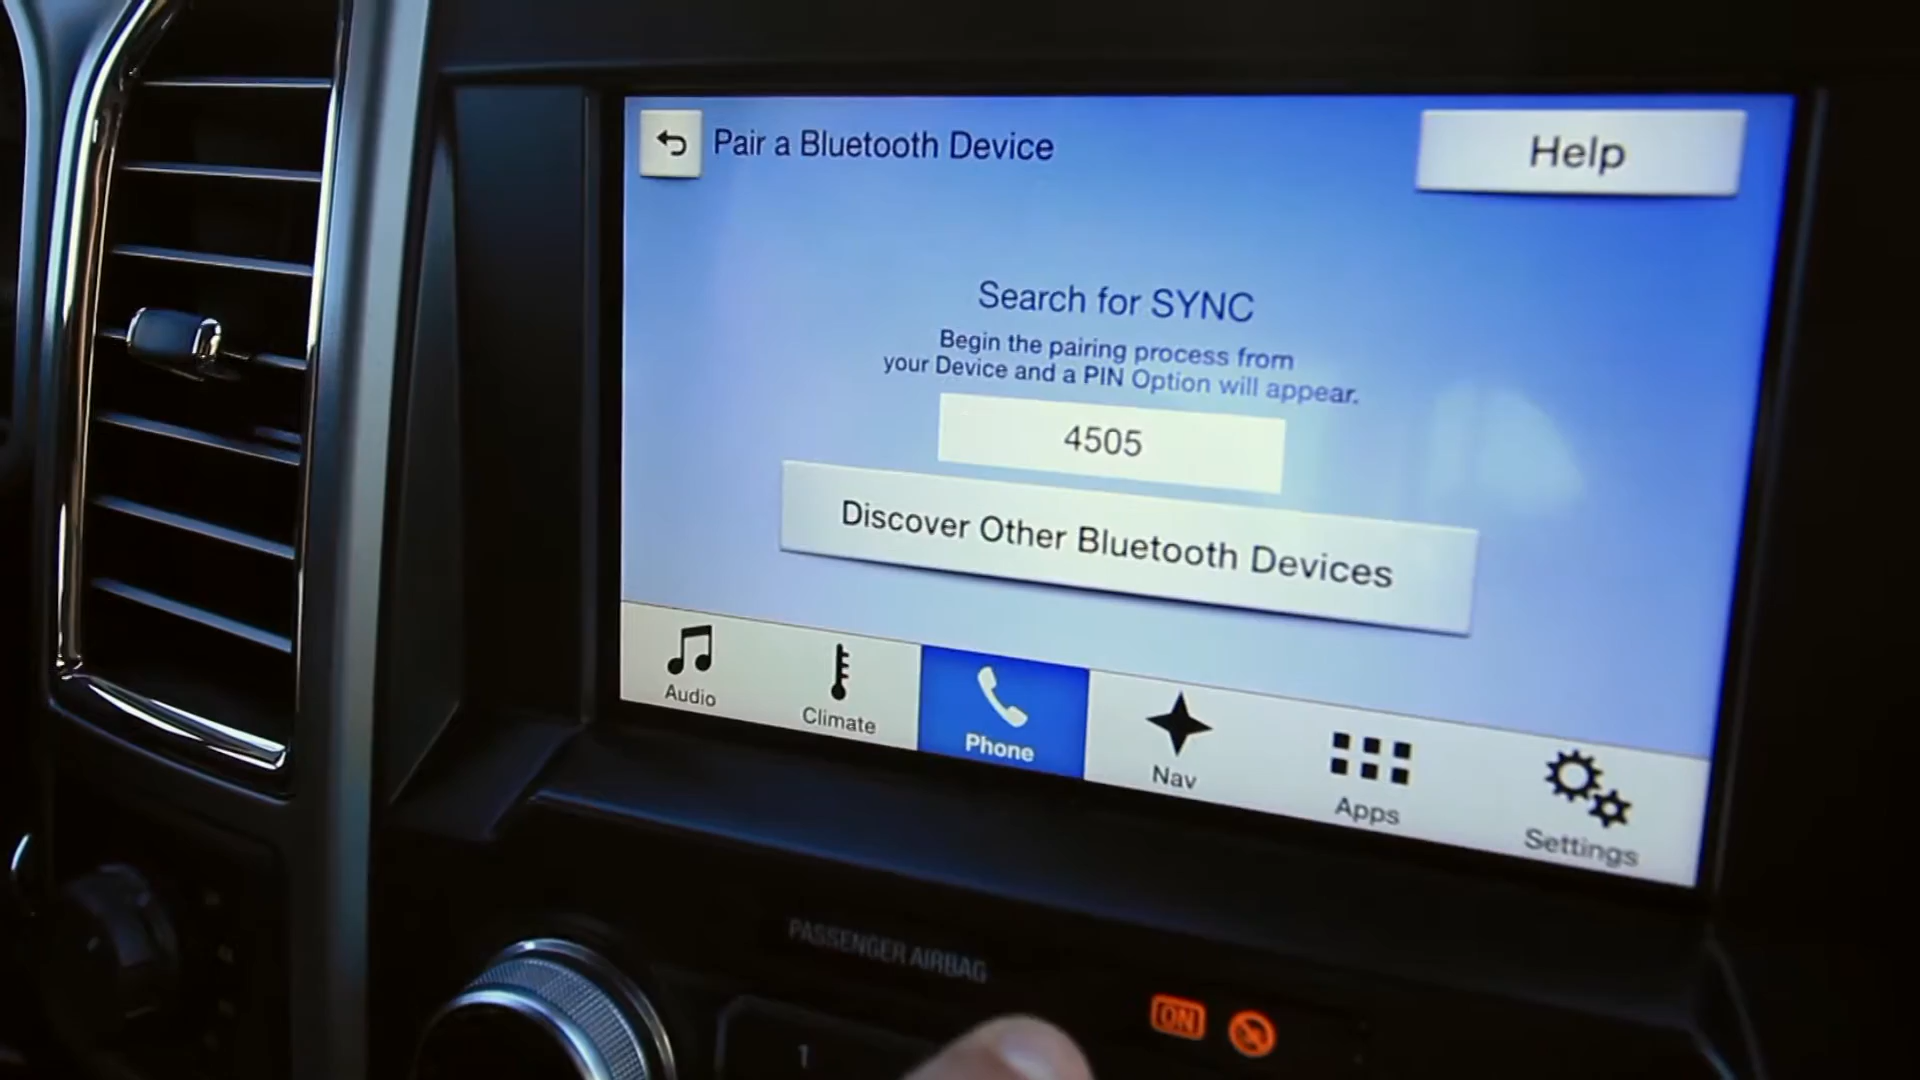 Pair a Bluetooth Device
Help
Search for SYNC
Begin the pairing process from
your Device and a PIN Option will appear.
4505
Discover Other Bluetooth Devices
Audio
Climate
Phone
Nav
Apps
Settings
PASSENGER AIRBAG
ON
1